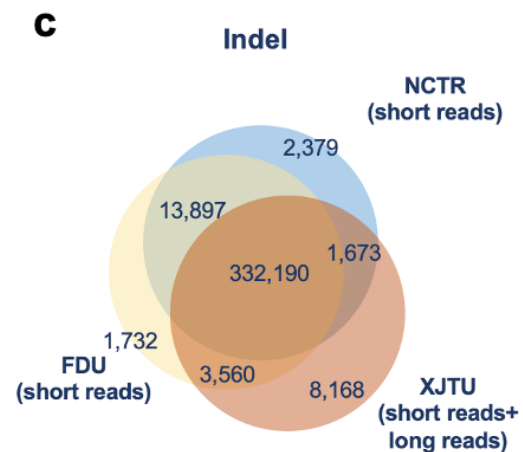 c
Indel
NCTR
(short reads)
2,379
13,897
1,673
332,190
1,732
FDU
(short reads)
3,560
8,168
XJTU
(short reads+
long reads)